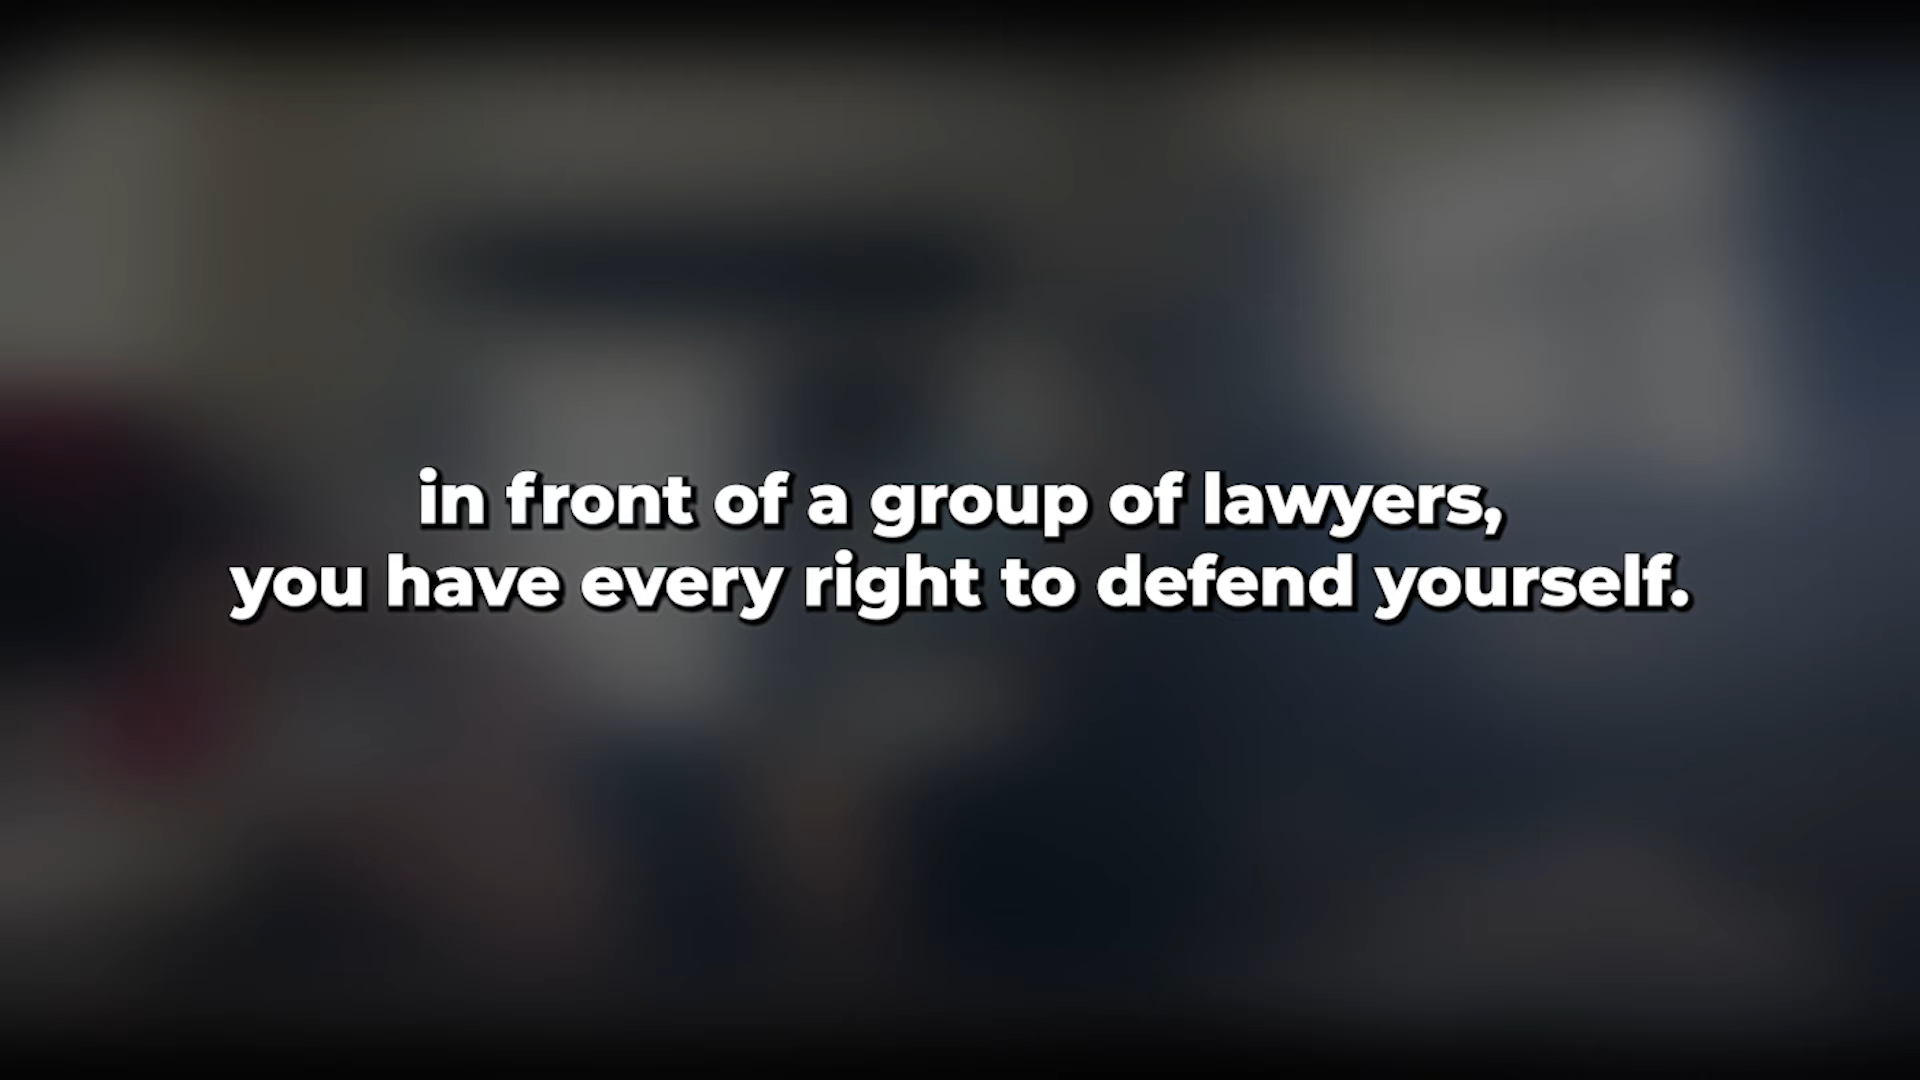 in front of a group of lawyers,
you have every right to defend yourself.